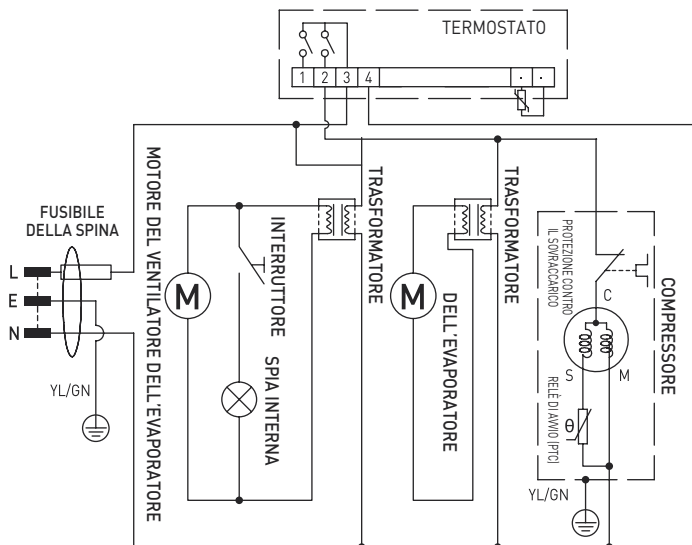 TERMOSTATO
1 2 3 4
FUSIBILE
DELLA SPINA
L
E
N
YL/GN
MOTORE DEL VENTILATORE DELL'EVAPORATORE
M
INTERRUTTORE
SPIA INTERNA
TRASFORMATORE
M
DELL'EVAPORATORE
TRASFORMATORE
PROTEZIONE CONTRO
IL SOVRACCARICO
C
S
M
θ
RELÈ DI AVVIO (PTC)
COMPRESSORE
YL/GN